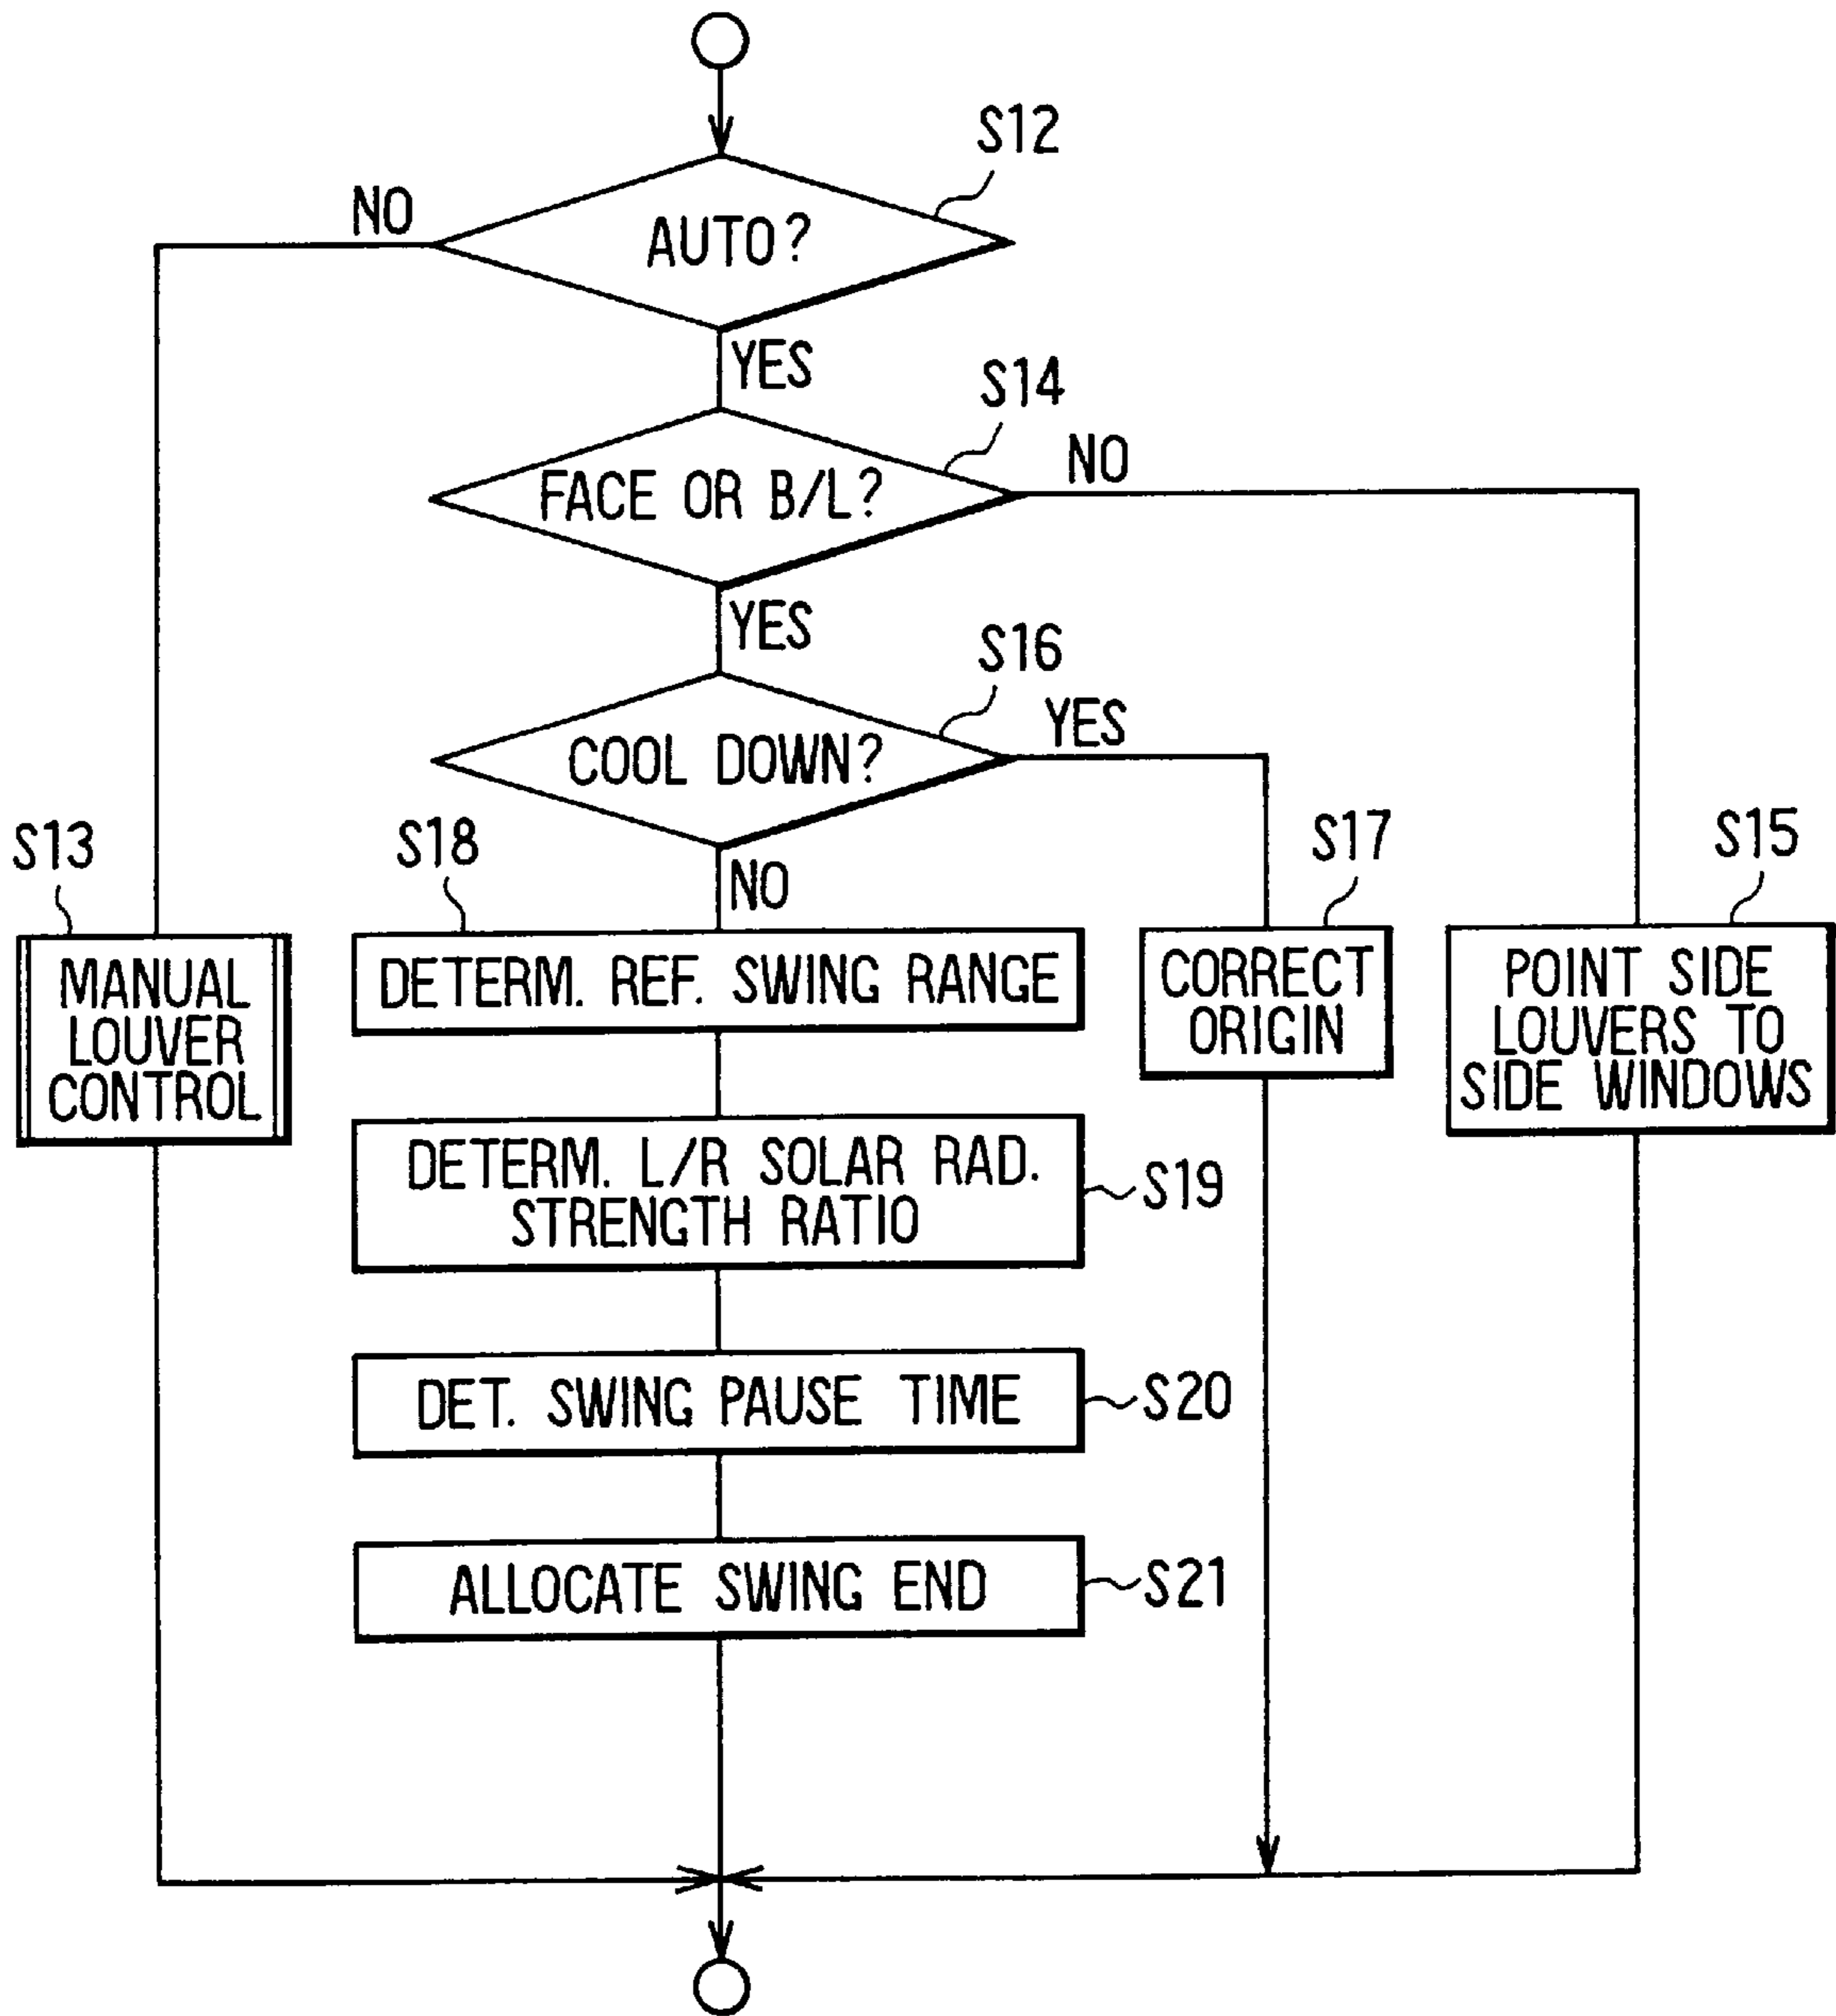 S12
NO
AUTO?
YES
S14
NO
FACE OR B/L?
YES
S16
YES
COOL DOWN?
S13
S18
NO
S17
S15
MANUAL
LOUVER
CONTROL
DETERM. REF. SWING RANGE
CORRECT
ORIGIN
POINT SIDE
LOUVERS TO
SIDE WINDOWS
DETERM. L/R SOLAR RAD.
STRENGTH RATIO
S19
DET. SWING PAUSE TIME
S20
ALLOCATE SWING END
S21